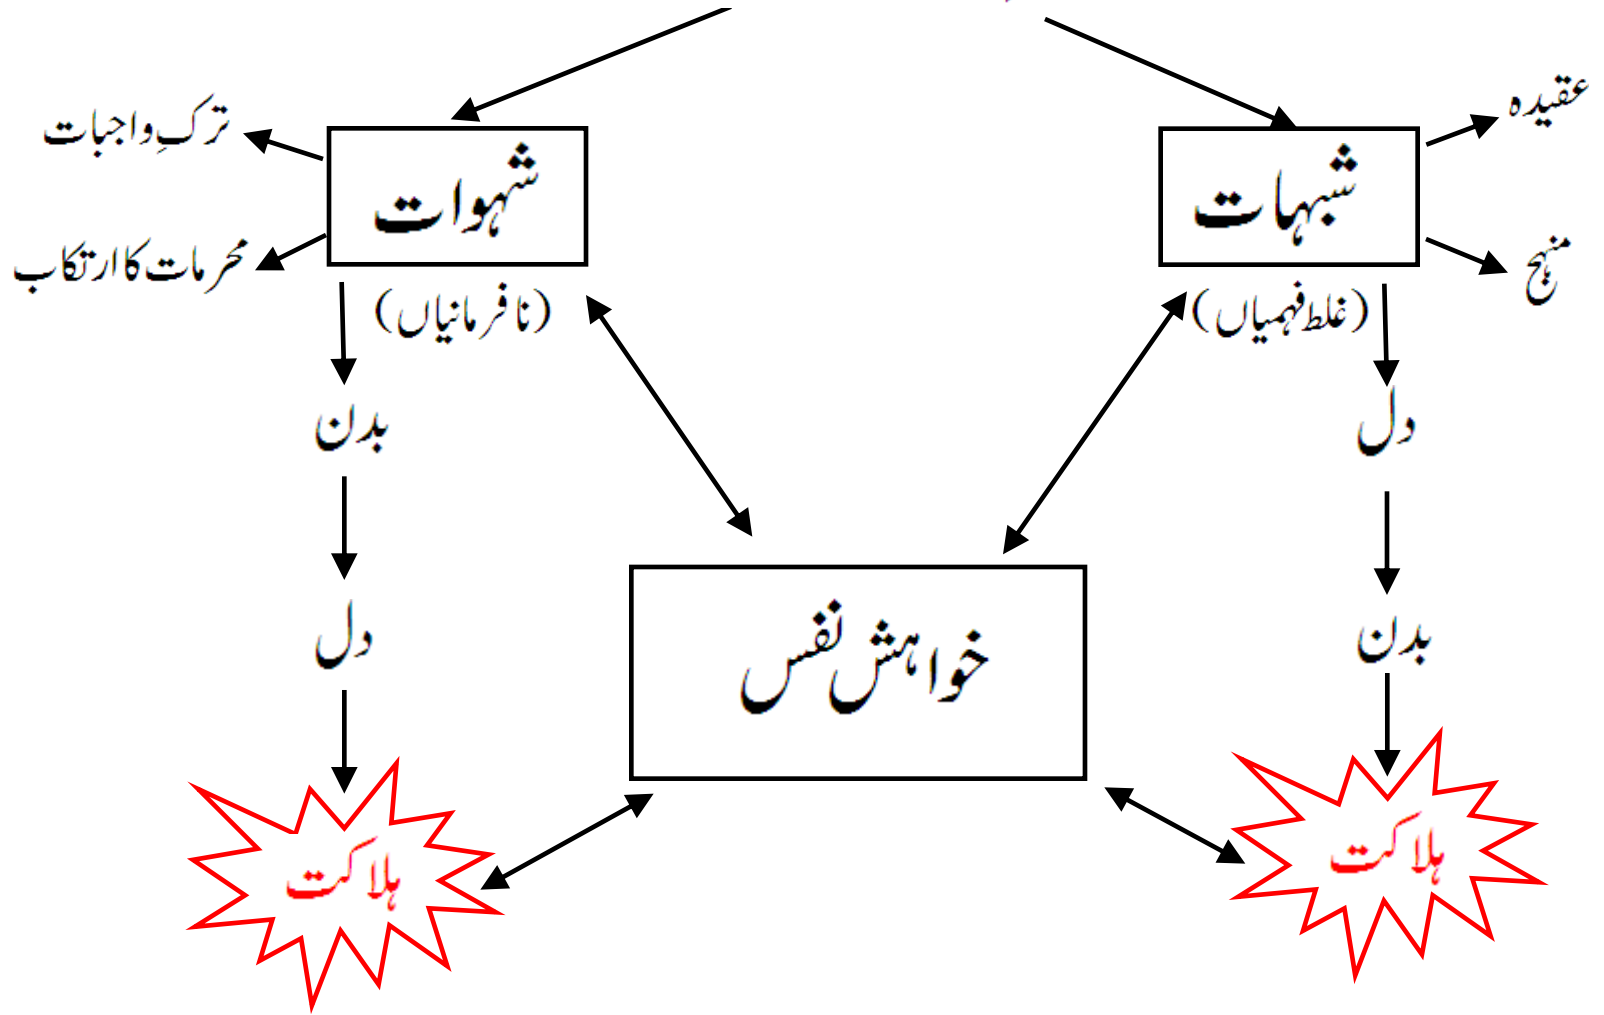 عقیدہ
شبہات
منہج
(غلط فہمیاں)
دل
بدن
ہلاکت
ترکِ واجبات
شہوات
محرمات کا ارتکاب
(نافرمانیاں)
بدن
دل
ہلاکت
خواہش نفس